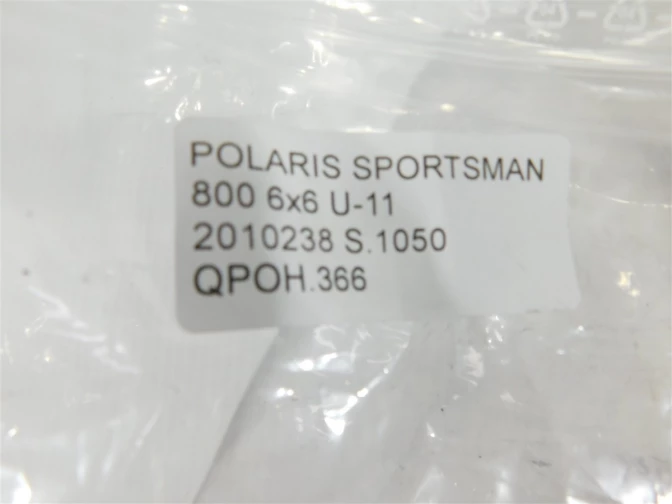 POLARIS SPORTSMAN
800 6x6 U-11
2010238 S.1050
QPOH.366